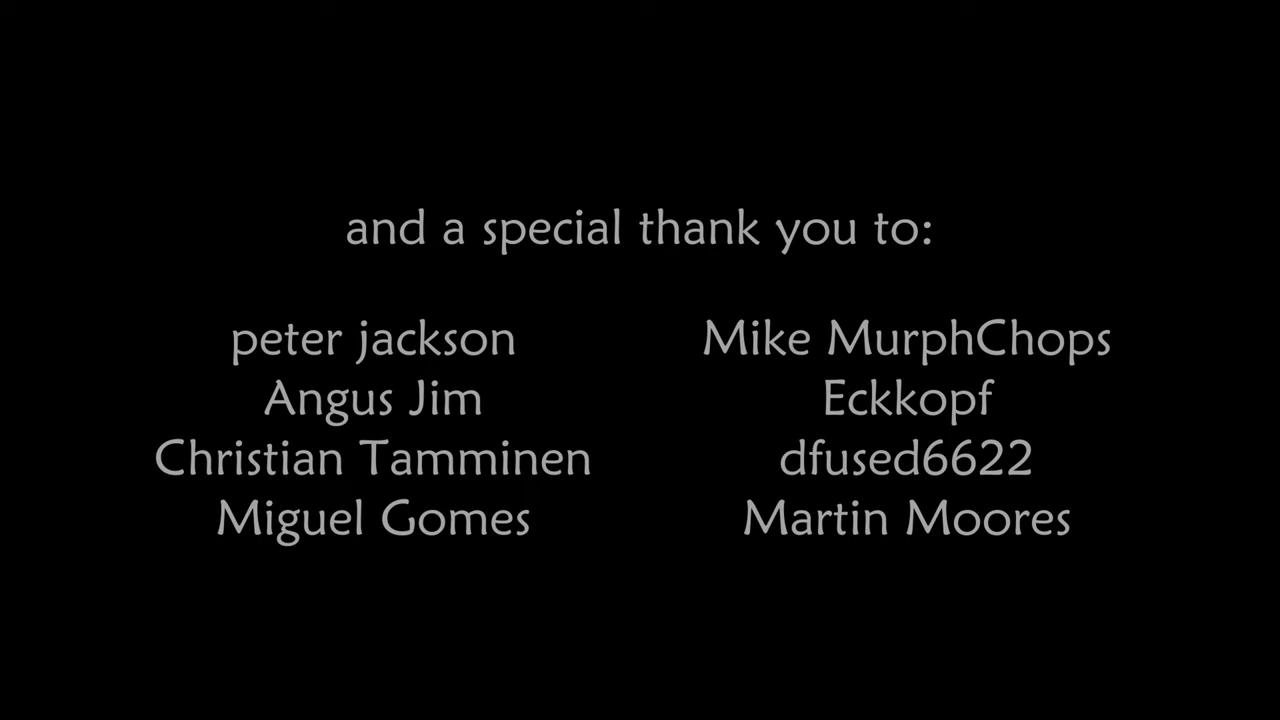 and a special thank you to:
peter jackson
Angus Jim
Christian Tamminen
Miguel Gomes
Mike MurphChops
Eckkopf
dfused6622
Martin Moores